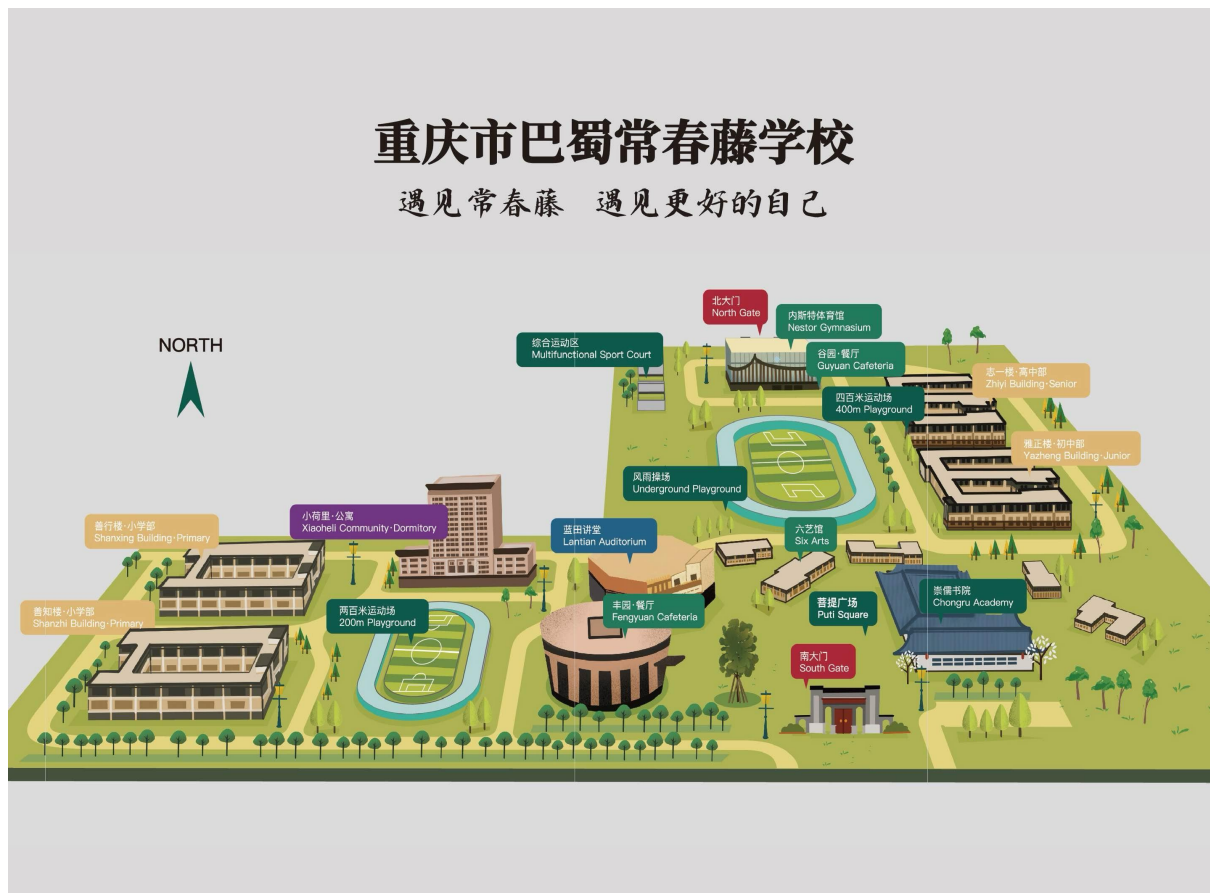 重庆市巴蜀常春藤学校
遇见常春藤 遇见更好的自己
NORTH
北大门
North Gate
内斯特体育馆
Nestor Gymnasium
综合运动区
Multifunctional Sport Court
谷园·餐厅
Guyuan Cafeteria
志一楼·高中部
Zhiyi Building·Senior
四百米运动场
400m Playground
雅正楼·初中部
Yazheng Building·Junior
风雨操场
Underground Playground
小荷里·公寓
Xiaoheli Community·Dormitory
善行楼·小学部
Shanxing Building·Primary
蓝田讲堂
Lantian Auditorium
六艺馆
Six Arts
崇儒书院
Chongru Academy
善知楼·小学部
Shanzhi Building·Primary
两百米运动场
200m Playground
丰园·餐厅
Fengyuan Cafeteria
菩提广场
Puti Square
南大门
South Gate